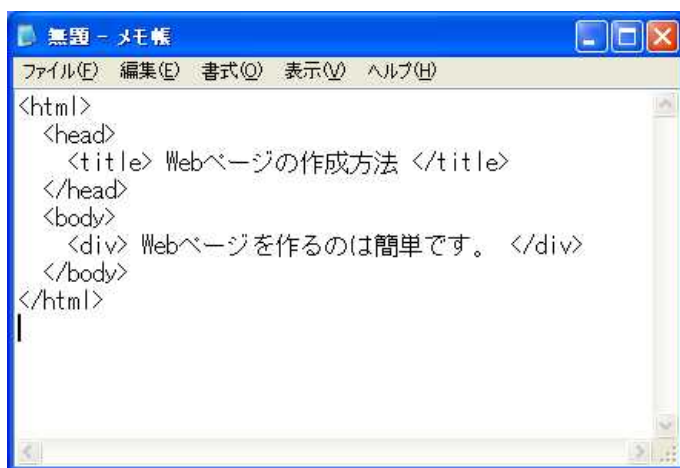 無題 - メモ帳
ファイル(F) 編集(E) 書式(O) 表示(V) ヘルプ(H)
<html>
  <head>
    <title> Webページの作成方法 </title>
  </head>
  <body>
    <div> Webページを作るのは簡単です。 </div>
  </body>
</html>